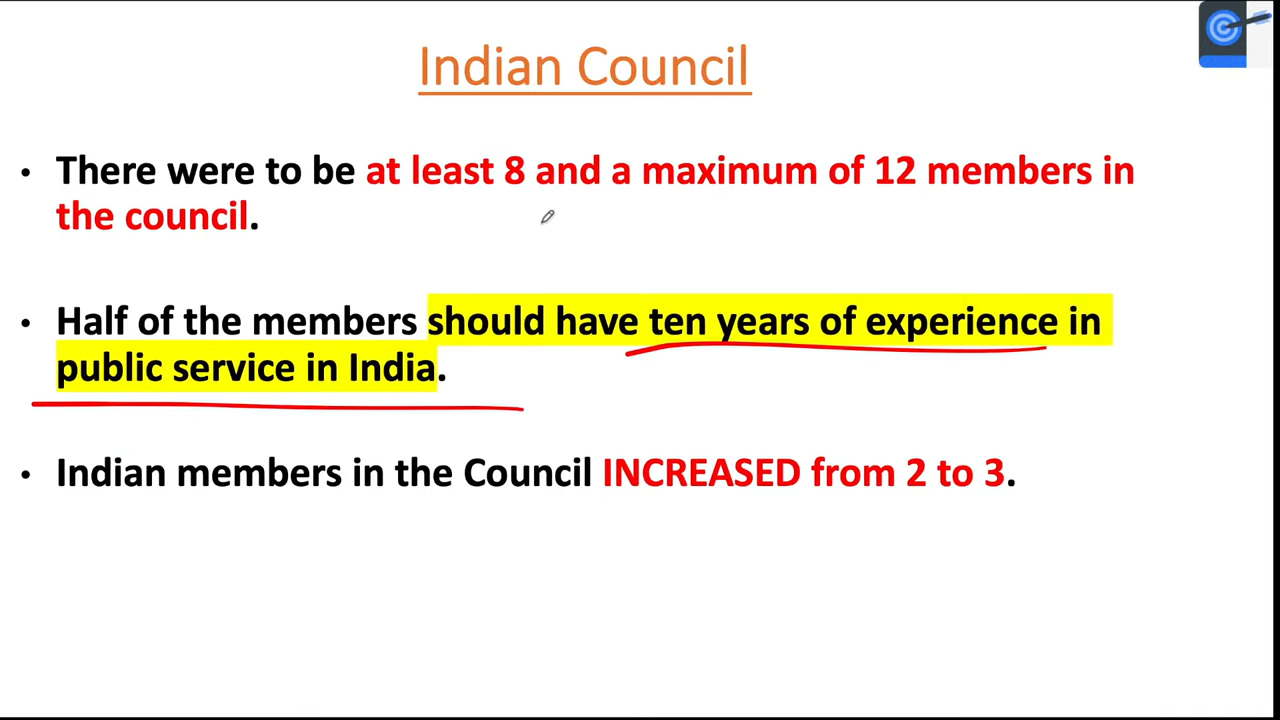 Indian Council
• There were to be at least 8 and a maximum of 12 members in
the council.
• Half of the members should have ten years of experience in
public service in India.
• Indian members in the Council INCREASED from 2 to 3.